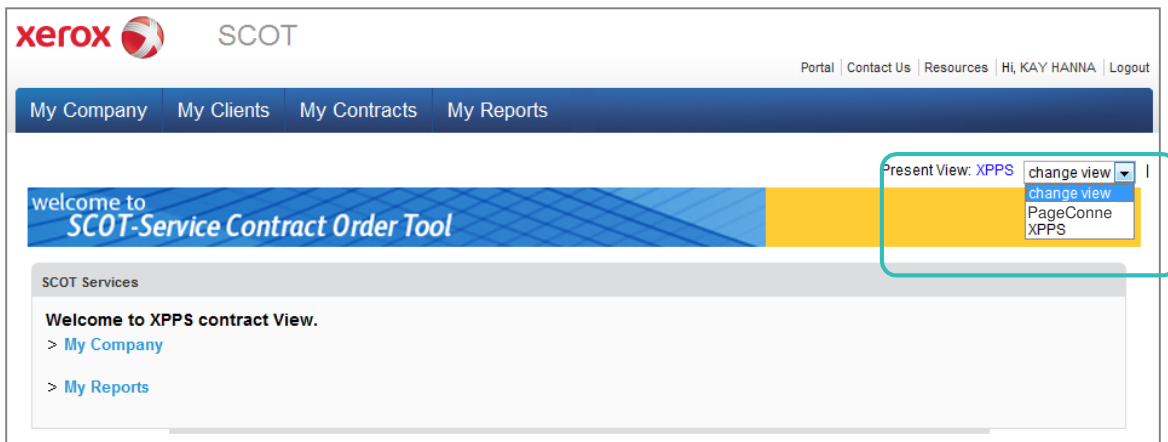 xerox SCOT
Portal | Contact Us | Resources | Hi, KAY HANNA | Logout
My Company My Clients My Contracts My Reports
Present View: XPPS change view |
change view
PageConne
XPPS
welcome to
SCOT-Service Contract Order Tool
SCOT Services
Welcome to XPPS contract View.
> My Company
> My Reports